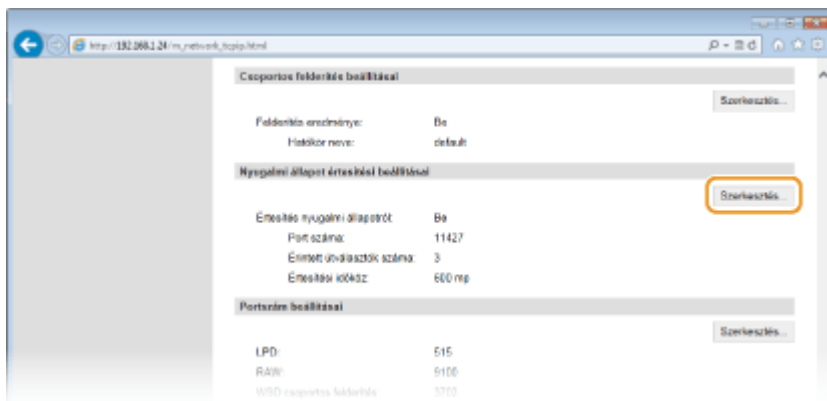 http://192.168.1.24/m_network_tcpip.html
Csoportos felderítés beállításai
Szerkesztés...
Felderítés eredménye: Be
Hatókör neve: default
Nyugalmi állapot értesítési beállításai
Szerkesztés...
Értesítés nyugalmi állapotról: Be
Port száma: 11427
Érintett útválasztók száma: 3
Értesítési időköz: 600 mp
Portszám beállításai
Szerkesztés...
LPD: 515
RAW: 9100
WSD csoportos felderítés: 3702